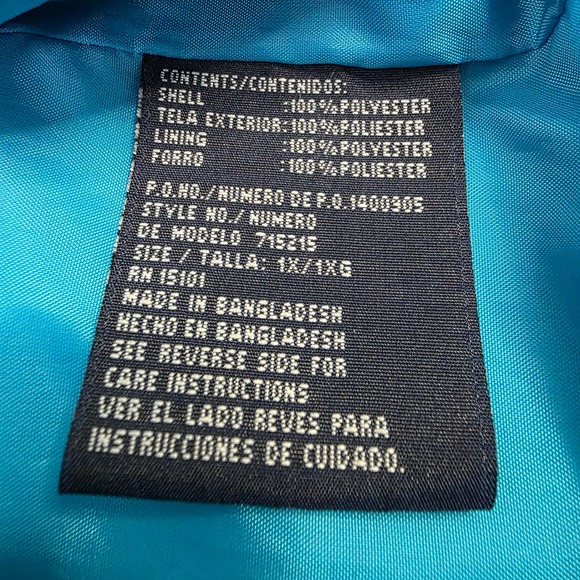 CONTENTS/CONTENIDOS:
SHELL :100%POLYESTER
TELA EXTERIOR:100%POLIESTER
LINING :100%POLYESTER
FORRO :100%POLIESTER
P.O.NO./NUMERO DE P.O.1400305
STYLE NO./NUMERO
DE MODELO 715215
SIZE / TALLA: 1X/1XG
RN 15101
MADE IN BANGLADESH
HECHO EN BANGLADESH
SEE REVERSE SIDE FOR
CARE INSTRUCTIONS
VER EL LADO REVES PARA
INSTRUCCIONES DE CUIDADO.